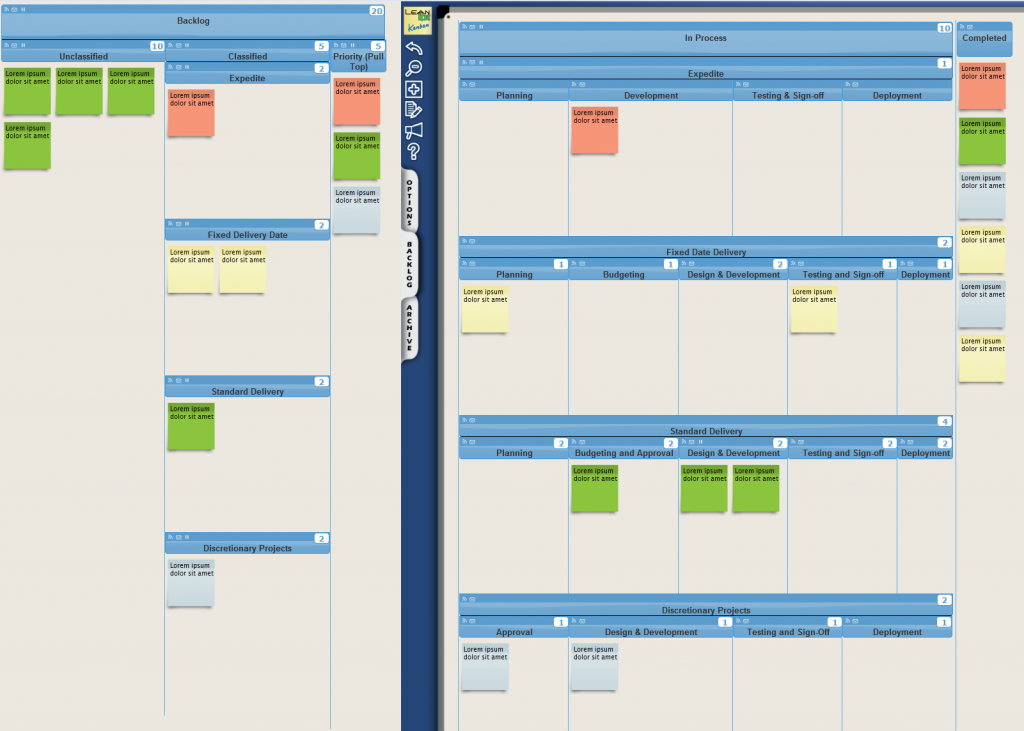 20
Backlog
10
Unclassified
5
Classified
5
Priority (Pull
Top)
Lorem ipsum
dolor sit amet
Lorem ipsum
dolor sit amet
Lorem ipsum
dolor sit amet
Lorem ipsum
dolor sit amet
2
Expedite
Lorem ipsum
dolor sit amet
2
Fixed Delivery Date
Lorem ipsum
dolor sit amet
Lorem ipsum
dolor sit amet
2
Standard Delivery
Lorem ipsum
dolor sit amet
2
Discretionary Projects
Lorem ipsum
dolor sit amet
Lorem ipsum
dolor sit amet
Lorem ipsum
dolor sit amet
Lorem ipsum
dolor sit amet
LEAN
Kanban
OPTIONS
BACKLOG
ARCHIVE
10
In Process
1
Expedite
Planning
Development
Testing & Sign-off
Deployment
Lorem ipsum
dolor sit amet
2
Fixed Date Delivery
1
Planning
1
Budgeting
2
Design & Development
1
Testing and Sign-off
1
Deployment
Lorem ipsum
dolor sit amet
Lorem ipsum
dolor sit amet
4
Standard Delivery
2
Planning
2
Budgeting and Approval
2
Design & Development
2
Testing and Sign-off
2
Deployment
Lorem ipsum
dolor sit amet
Lorem ipsum
dolor sit amet
Lorem ipsum
dolor sit amet
2
Discretionary Projects
1
Approval
1
Design & Development
1
Testing and Sign-Off
1
Deployment
Lorem ipsum
dolor sit amet
Lorem ipsum
dolor sit amet
Completed
Lorem ipsum
dolor sit amet
Lorem ipsum
dolor sit amet
Lorem ipsum
dolor sit amet
Lorem ipsum
dolor sit amet
Lorem ipsum
dolor sit amet
Lorem ipsum
dolor sit amet